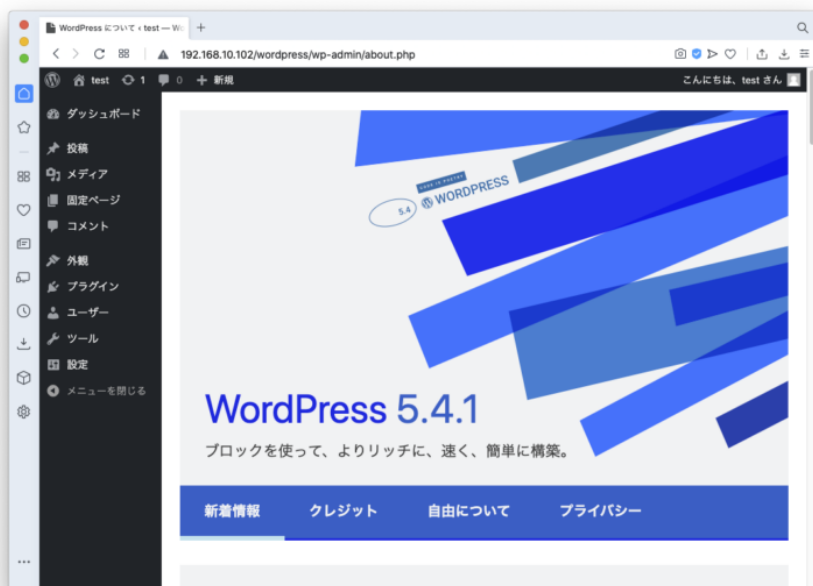 WordPress について ‹ test — Wo
192.168.10.102/wordpress/wp-admin/about.php
test 1 0 新規
こんにちは、test さん
ダッシュボード
投稿
メディア
固定ページ
コメント
外観
プラグイン
ユーザー
ツール
設定
メニューを閉じる
CODE IS POETRY
5.4 WORDPRESS
WordPress 5.4.1
ブロックを使って、よりリッチに、速く、簡単に構築。
新着情報 クレジット 自由について プライバシー